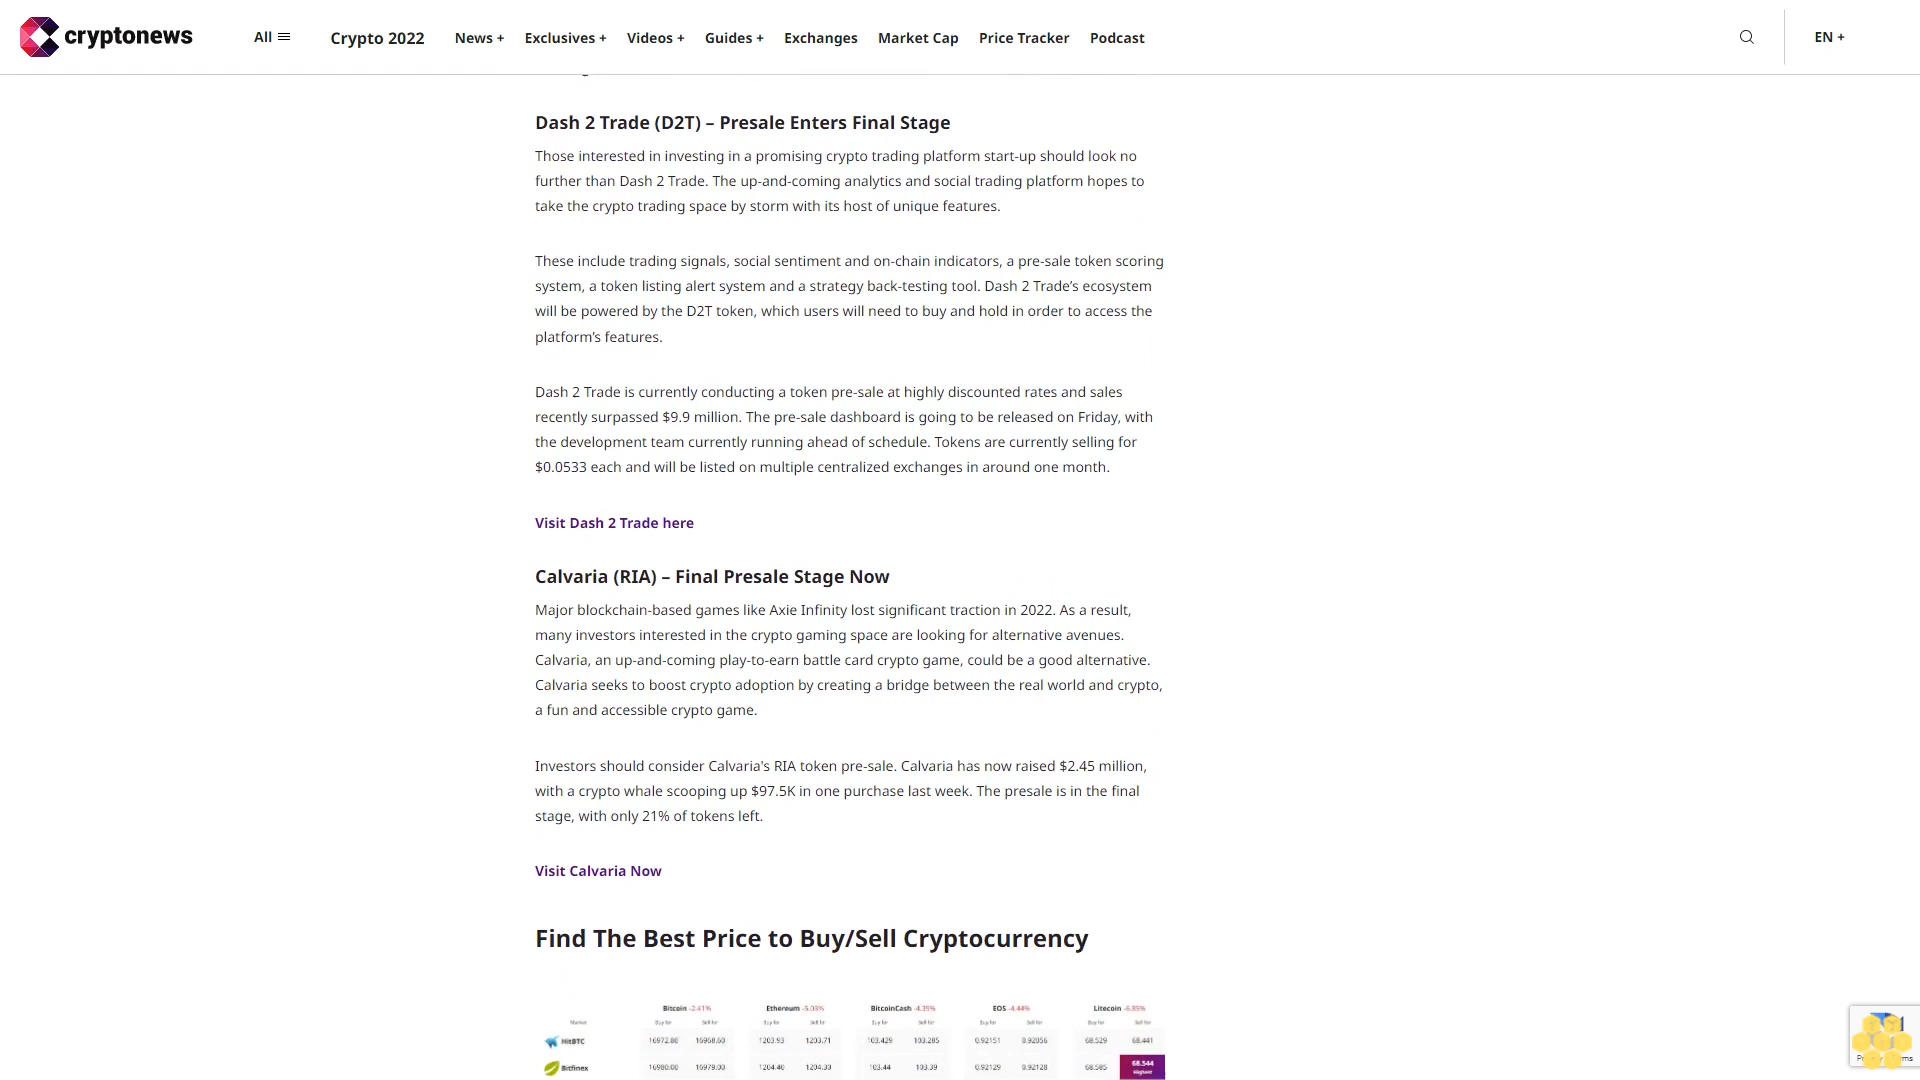 cryptonews
All
Crypto 2022
News +
Exclusives +
Videos +
Guides +
Exchanges
Market Cap
Price Tracker
Podcast
EN +
Dash 2 Trade (D2T) – Presale Enters Final Stage
Those interested in investing in a promising crypto trading platform start-up should look no
further than Dash 2 Trade. The up-and-coming analytics and social trading platform hopes to
take the crypto trading space by storm with its host of unique features.
These include trading signals, social sentiment and on-chain indicators, a pre-sale token scoring
system, a token listing alert system and a strategy back-testing tool. Dash 2 Trade’s ecosystem
will be powered by the D2T token, which users will need to buy and hold in order to access the
platform’s features.
Dash 2 Trade is currently conducting a token pre-sale at highly discounted rates and sales
recently surpassed $9.9 million. The pre-sale dashboard is going to be released on Friday, with
the development team currently running ahead of schedule. Tokens are currently selling for
$0.0533 each and will be listed on multiple centralized exchanges in around one month.
Visit Dash 2 Trade here
Calvaria (RIA) – Final Presale Stage Now
Major blockchain-based games like Axie Infinity lost significant traction in 2022. As a result,
many investors interested in the crypto gaming space are looking for alternative avenues.
Calvaria, an up-and-coming play-to-earn battle card crypto game, could be a good alternative.
Calvaria seeks to boost crypto adoption by creating a bridge between the real world and crypto,
a fun and accessible crypto game.
Investors should consider Calvaria's RIA token pre-sale. Calvaria has now raised $2.45 million,
with a crypto whale scooping up $97.5K in one purchase last week. The presale is in the final
stage, with only 21% of tokens left.
Visit Calvaria Now
Find The Best Price to Buy/Sell Cryptocurrency
Bitcoin -2.41% Ethereum -5.03% BitcoinCash -4.35% EOS -4.44% Litecoin -6.85%
Market Buy for Sell for Buy for Sell for Buy for Sell for Buy for Sell for Buy for Sell for
HitBTC 16972.80 16968.60 1203.93 1203.71 103.429 103.285 0.92151 0.92056 68.529 68.441
Bitfinex 16980.00 16979.00 1204.40 1204.30 103.44 103.39 0.92129 0.92128 68.585 68.544
Highest